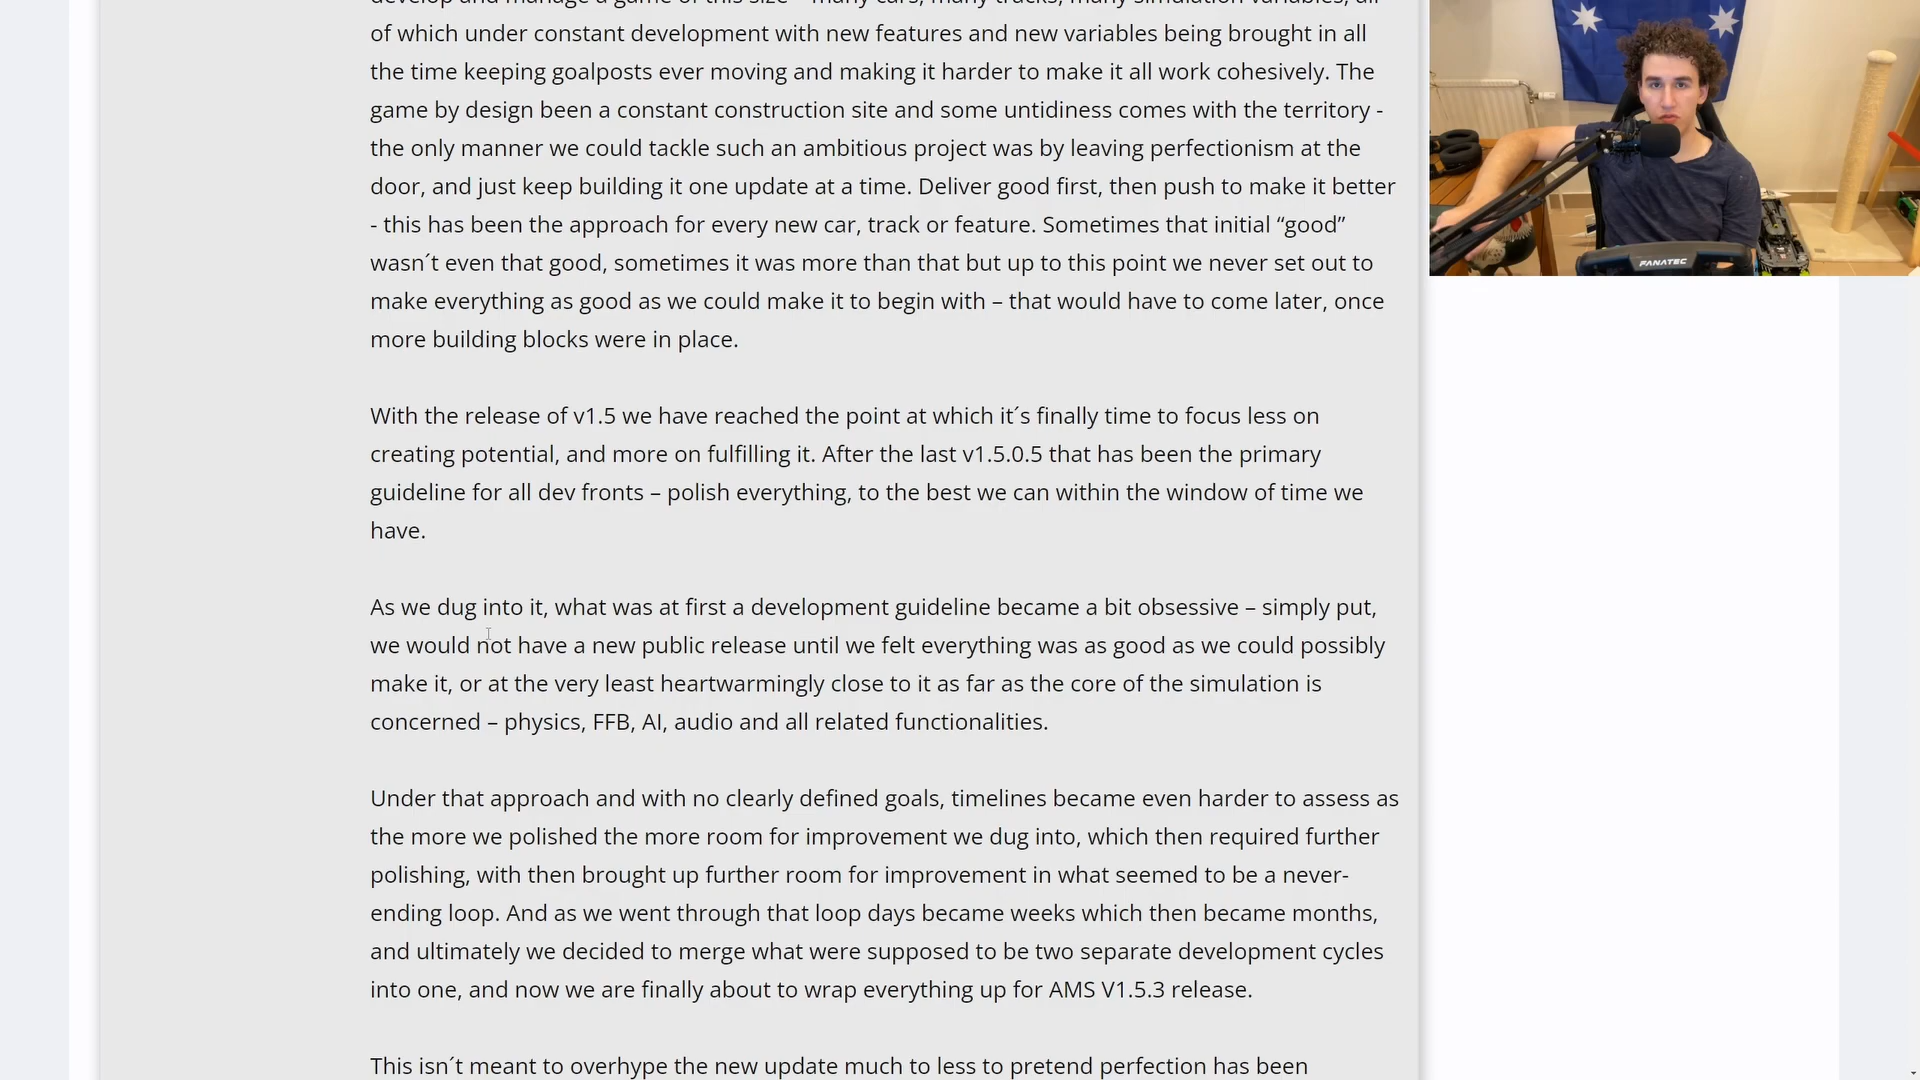 develop and manage a game of this size – many cars, many tracks, many simulation variables, all
of which under constant development with new features and new variables being brought in all
the time keeping goalposts ever moving and making it harder to make it all work cohesively. The
game by design been a constant construction site and some untidiness comes with the territory -
the only manner we could tackle such an ambitious project was by leaving perfectionism at the
door, and just keep building it one update at a time. Deliver good first, then push to make it better
- this has been the approach for every new car, track or feature. Sometimes that initial “good”
wasn´t even that good, sometimes it was more than that but up to this point we never set out to
make everything as good as we could make it to begin with – that would have to come later, once
more building blocks were in place.
With the release of v1.5 we have reached the point at which it´s finally time to focus less on
creating potential, and more on fulfilling it. After the last v1.5.0.5 that has been the primary
guideline for all dev fronts – polish everything, to the best we can within the window of time we
have.
As we dug into it, what was at first a development guideline became a bit obsessive – simply put,
we would not have a new public release until we felt everything was as good as we could possibly
make it, or at the very least heartwarmingly close to it as far as the core of the simulation is
concerned – physics, FFB, AI, audio and all related functionalities.
Under that approach and with no clearly defined goals, timelines became even harder to assess as
the more we polished the more room for improvement we dug into, which then required further
polishing, with then brought up further room for improvement in what seemed to be a never-
ending loop. And as we went through that loop days became weeks which then became months,
and ultimately we decided to merge what were supposed to be two separate development cycles
into one, and now we are finally about to wrap everything up for AMS V1.5.3 release.
This isn´t meant to overhype the new update much to less to pretend perfection has been
FANATEC